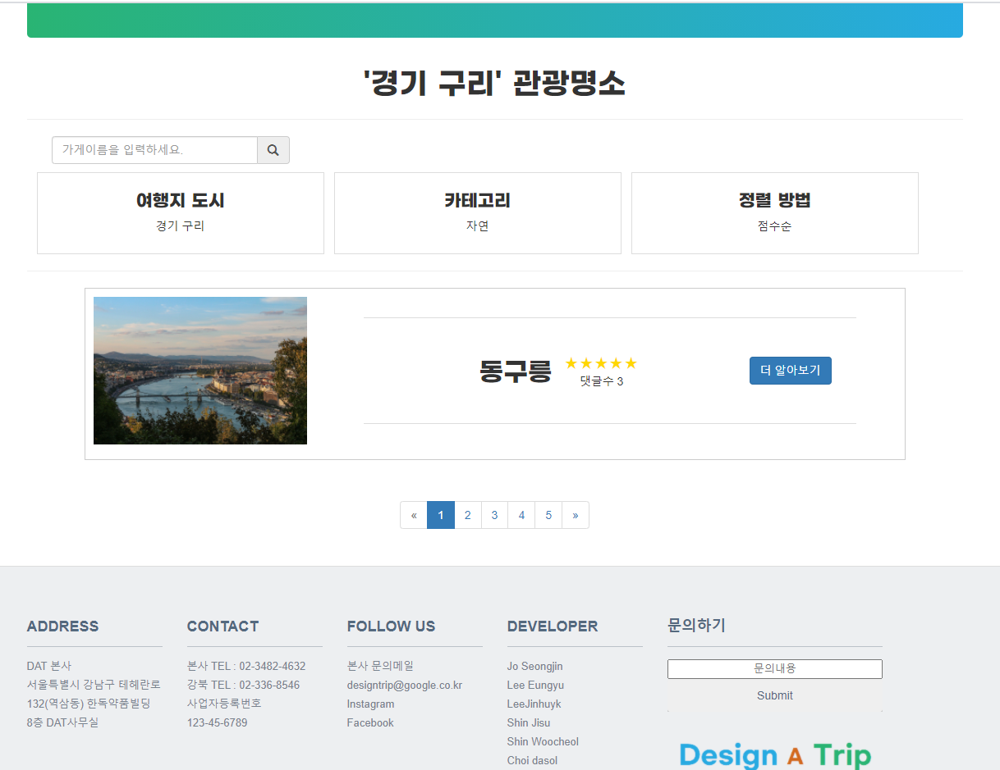 '경기 구리' 관광명소
가게이름을 입력하세요.
여행지 도시
경기 구리
카테고리
자연
정렬 방법
점수순
동구릉 ★★★★★
댓글수 3
더 알아보기
« 1 2 3 4 5 »
ADDRESS
DAT 본사
서울특별시 강남구 테헤란로
132(역삼동) 한독약품빌딩
8층 DAT사무실
CONTACT
본사 TEL : 02-3482-4632
강북 TEL : 02-336-8546
사업자등록번호
123-45-6789
FOLLOW US
본사 문의메일
designtrip@google.co.kr
Instagram
Facebook
DEVELOPER
Jo Seongjin
Lee Eungyu
LeeJinhuyk
Shin Jisu
Shin Woocheol
Choi dasol
문의하기
문의내용
Submit
Design A Trip